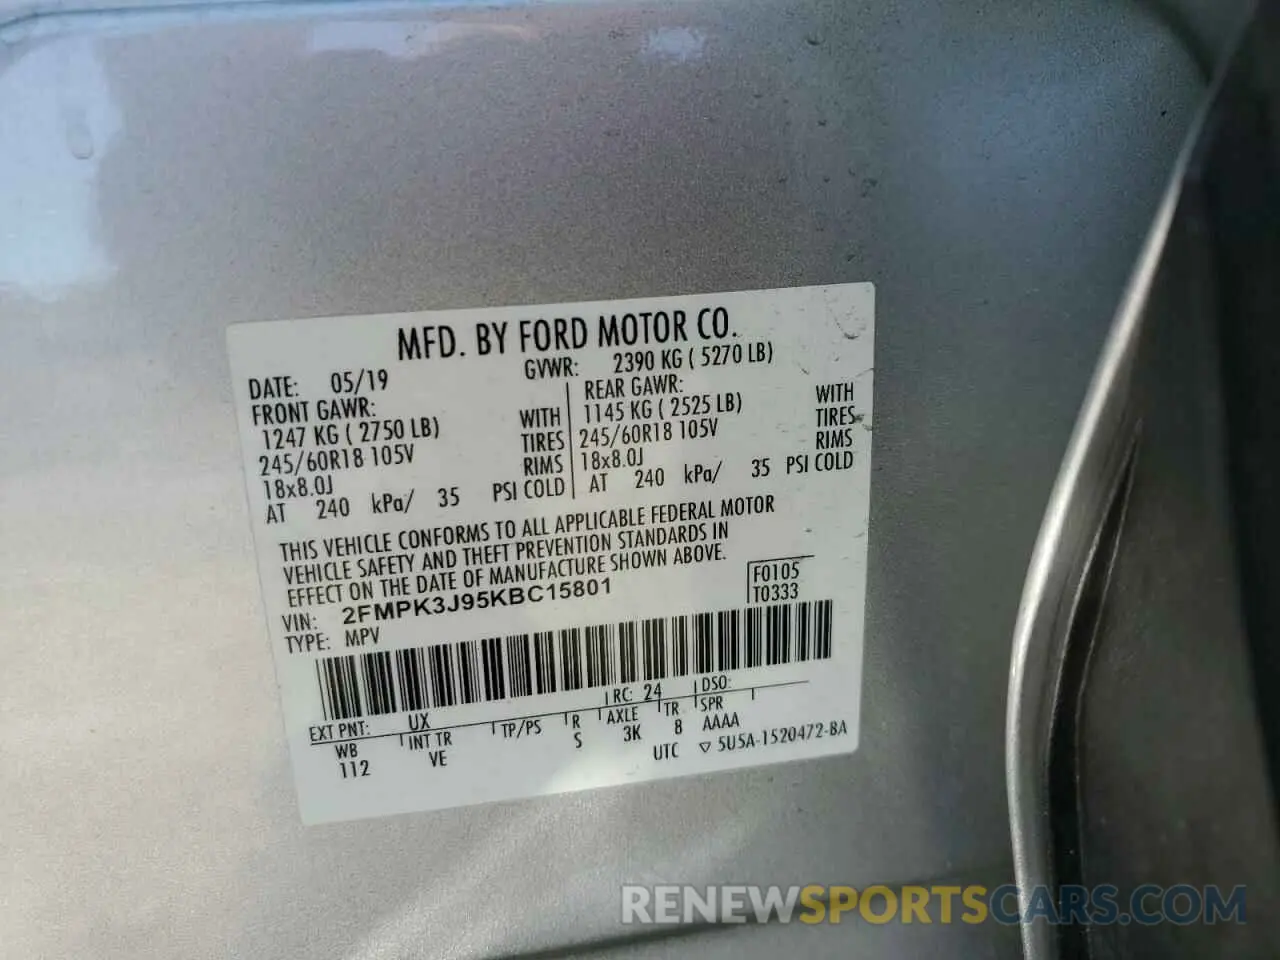 MFD. BY FORD MOTOR CO.
DATE: 05/19 GVWR: 2390 KG ( 5270 LB)
FRONT GAWR: REAR GAWR:
1247 KG ( 2750 LB) WITH 1145 KG ( 2525 LB) WITH
245/60R18 105V TIRES 245/60R18 105V TIRES
18x8.0J RIMS 18x8.0J RIMS
AT 240 kPa/ 35 PSI COLD AT 240 kPa/ 35 PSI COLD
THIS VEHICLE CONFORMS TO ALL APPLICABLE FEDERAL MOTOR
VEHICLE SAFETY AND THEFT PREVENTION STANDARDS IN
EFFECT ON THE DATE OF MANUFACTURE SHOWN ABOVE.
VIN: 2FMPK3J95KBC15801 F0105
TYPE: MPV T0333
EXT PNT: UX RC: 24 DSO:
WB INT TR TP/PS R AXLE TR SPR
112 VE S 3K 8 AAAA
UTC ▽ 5U5A-1520472-BA
RENEWSPORTSCARS.COM